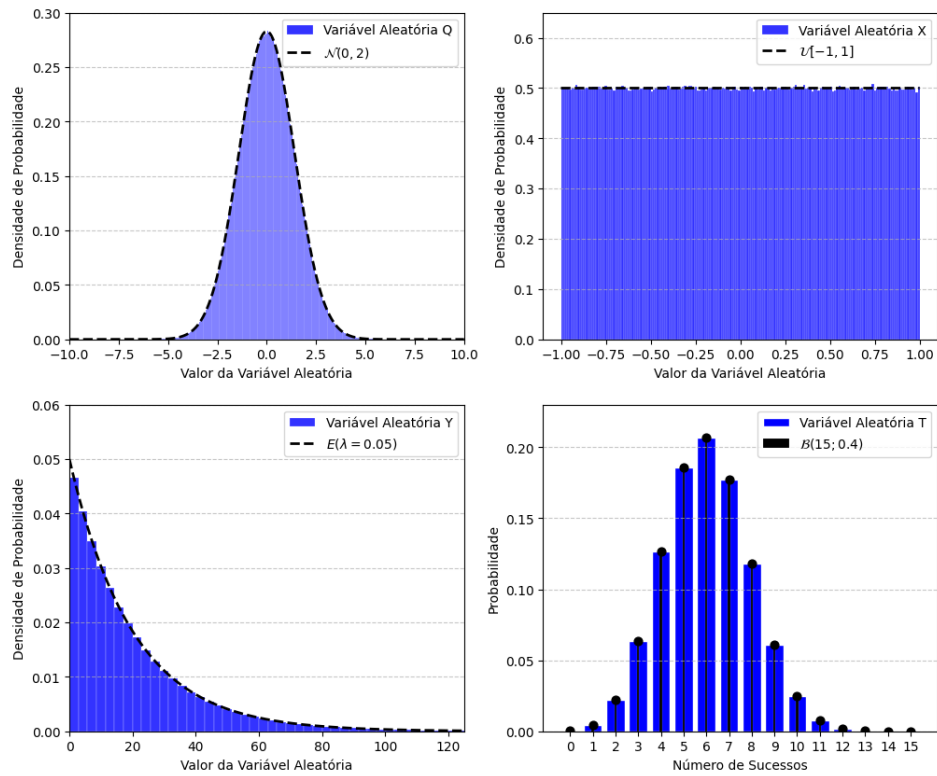 Densidade de Probabilidade
0.30
0.25
0.20
0.15
0.10
0.05
0.00
Variável Aleatória Q
𝒩(0, 2)
−10.0 −7.5 −5.0 −2.5 0.0 2.5 5.0 7.5 10.0
Valor da Variável Aleatória
Densidade de Probabilidade
0.6
0.5
0.4
0.3
0.2
0.1
0.0
Variável Aleatória X
𝒰[−1, 1]
−1.00 −0.75 −0.50 −0.25 0.00 0.25 0.50 0.75 1.00
Valor da Variável Aleatória
Densidade de Probabilidade
0.06
0.05
0.04
0.03
0.02
0.01
0.00
Variável Aleatória Y
E(λ = 0.05)
0 20 40 60 80 100 120
Valor da Variável Aleatória
Probabilidade
0.20
0.15
0.10
0.05
0.00
Variável Aleatória T
ℬ(15; 0.4)
0 1 2 3 4 5 6 7 8 9 10 11 12 13 14 15
Número de Sucessos